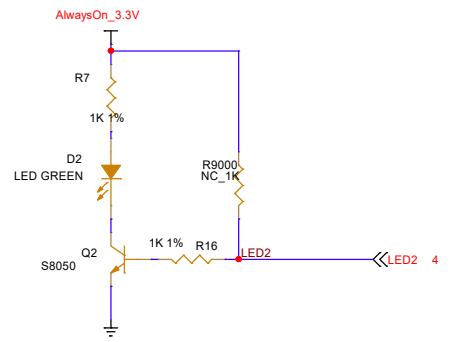 AlwaysOn_3.3V
R7
1K 1%
D2
LED GREEN
R9000
NC_1K
Q2
1K 1%
R16
LED2
S8050
LED2 4